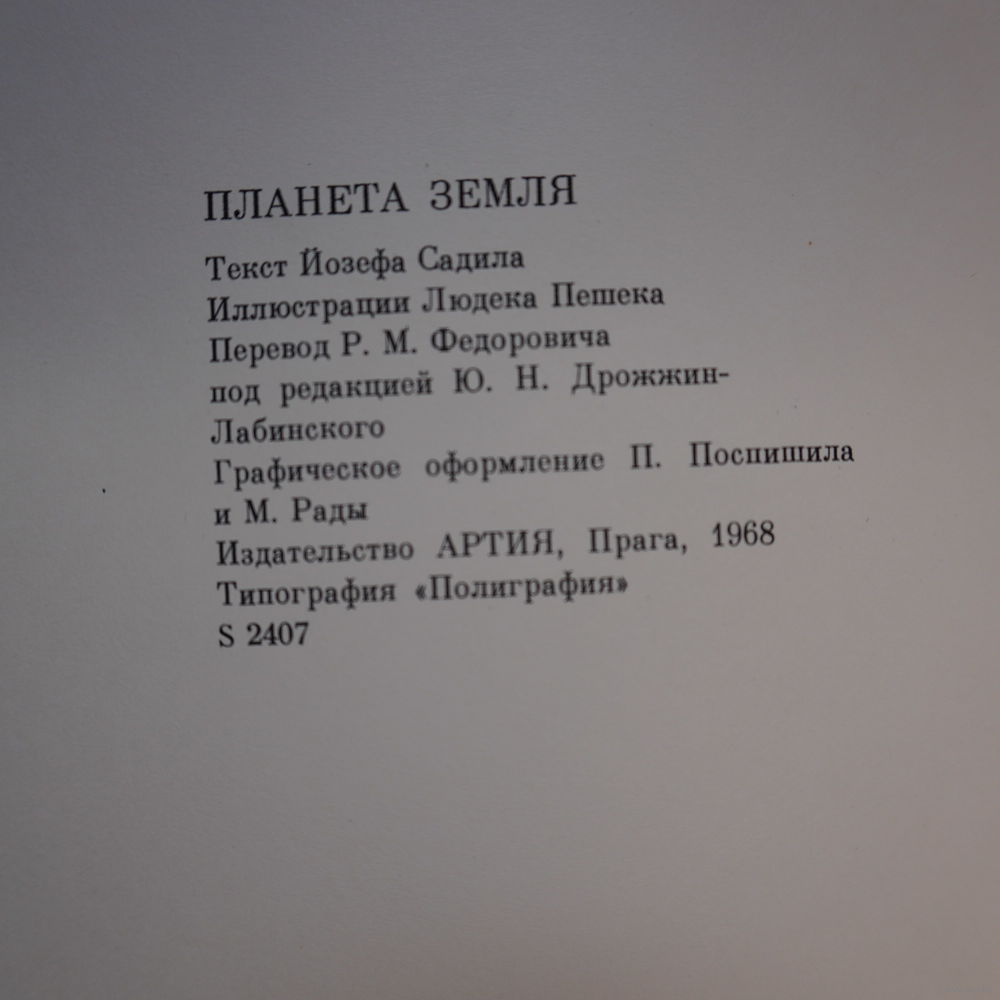 ПЛАНЕТА ЗЕМЛЯ
Текст Йозефа Садила
Иллюстрации Людека Пешека
Перевод Р. М. Федоровича
под редакцией Ю. Н. Дрожжин-
Лабинского
Графическое оформление П. Поспишила
и М. Рады
Издательство АРТИЯ, Прага, 1968
Типография «Полиграфия»
S 2407